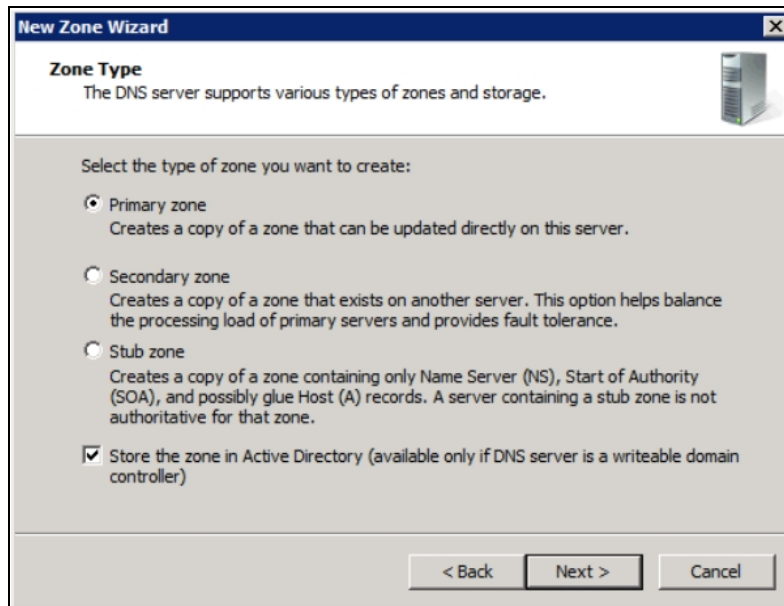 New Zone Wizard
Zone Type
The DNS server supports various types of zones and storage.
Select the type of zone you want to create:
Primary zone
Creates a copy of a zone that can be updated directly on this server.
Secondary zone
Creates a copy of a zone that exists on another server. This option helps balance
the processing load of primary servers and provides fault tolerance.
Stub zone
Creates a copy of a zone containing only Name Server (NS), Start of Authority
(SOA), and possibly glue Host (A) records. A server containing a stub zone is not
authoritative for that zone.
Store the zone in Active Directory (available only if DNS server is a writeable domain
controller)
< Back Next > Cancel